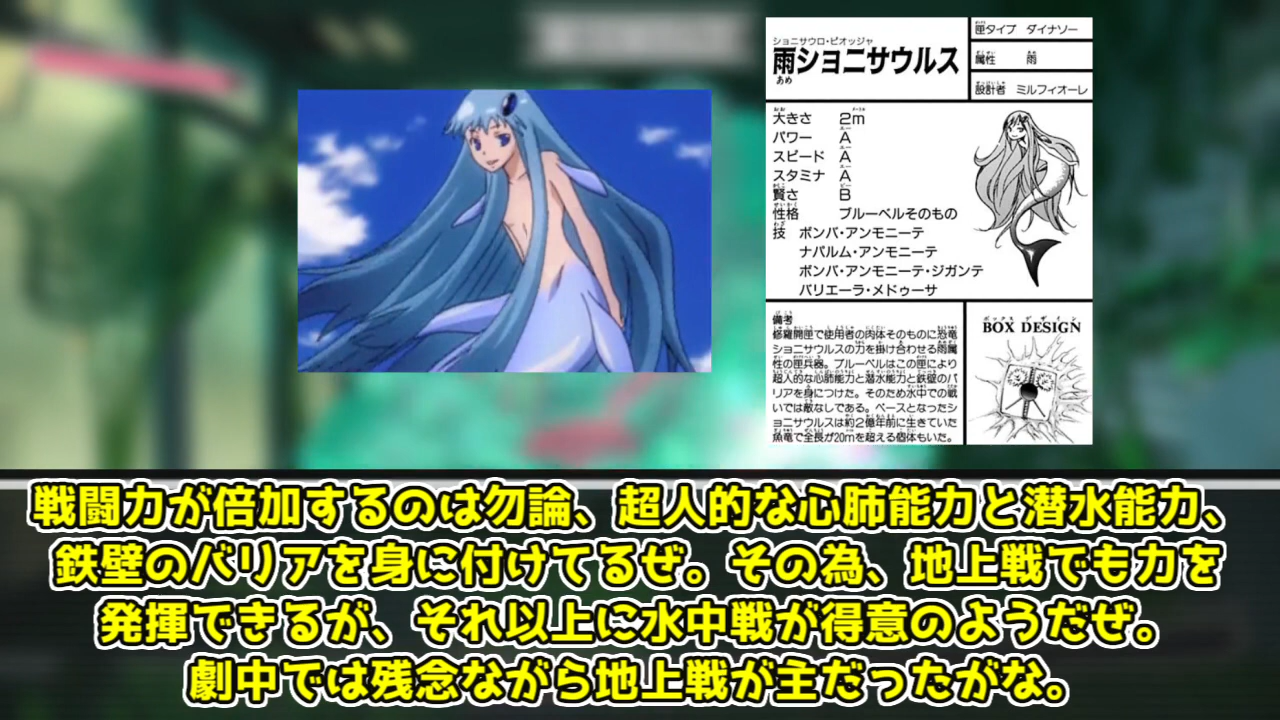 ショニサウロ・ピオッジャ
雨ショニサウルス
あめ
匣タイプ ダイナソー
属性 雨
設計者 ミルフィオーレ
大きさ 2m
パワー A
スピード A
スタミナ A
賢さ B
性格 ブルーベルそのもの
技 ボンバ・アンモニーテ
ナパルム・アンモニーテ
ボンバ・アンモニーテ・ジガンテ
バリエーラ・メドゥーサ
備考
修羅開匣で使用者の肉体そのものに恐竜
ショニサウルスの力を掛け合わせる雨属
性の匣兵器。ブルーベルはこの匣により
超人的な心肺能力と潜水能力と鉄壁のバ
リアを身につけた。そのため水中での戦
いでは敵なしである。ベースとなったショ
ニサウルスは約2億年前に生きていた
魚竜で全長が20mを超える個体もいた。
ボックス デザイン
BOX DESIGN
戦闘力が倍加するのは勿論、超人的な心肺能力と潜水能力、
鉄壁のバリアを身に付けてるぜ。その為、地上戦でも力を
発揮できるが、それ以上に水中戦が得意のようだぜ。
劇中では残念ながら地上戦が主だったがな。